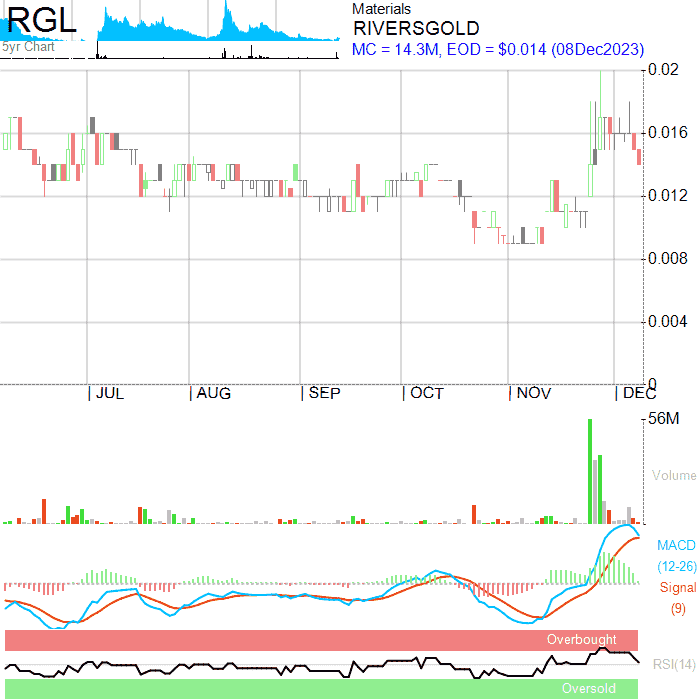 RGL
5yr Chart
Materials
RIVERSGOLD
MC = 14.3M, EOD = $0.014 (08Dec2023)
0.02
0.016
0.012
0.008
0.004
0
JUL AUG SEP OCT NOV DEC
56M
Volume
MACD
(12-26)
Signal
(9)
Overbought
RSI(14)
Oversold